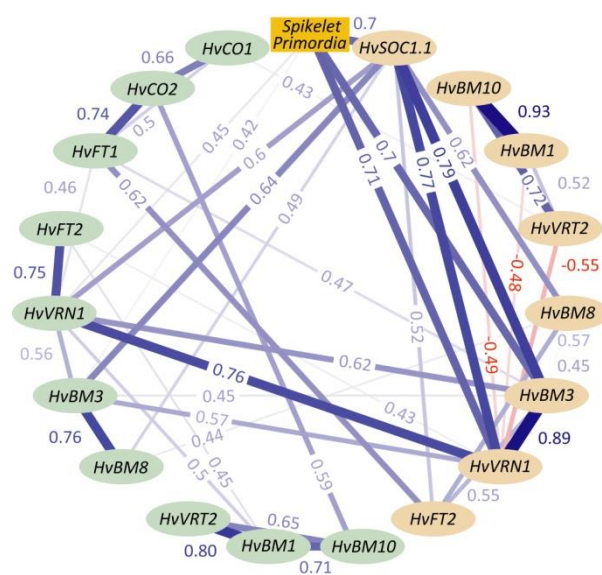 Spikelet
Primordia
0.7
HvSOC1.1
HvCO1
0.66
HvCO2
0.43
HvBM10
0.93
HvBM1
0.74
0.5
0.45
0.42
0.6
0.7
0.71
0.79
0.77
0.62
0.72
0.52
HvFT1
HvVRT2
0.46
0.62
0.64
0.49
-0.55
HvFT2
0.47
-0.48
0.75
HvVRN1
HvBM8
0.52
-0.49
0.57
0.56
0.62
0.45
HvBM3
0.76
0.45
HvBM3
0.57
0.43
0.76
0.44
0.89
HvBM8
HvVRN1
0.45
0.5
0.59
0.55
HvVRT2
0.65
HvFT2
0.80
HvBM1
HvBM10
0.71